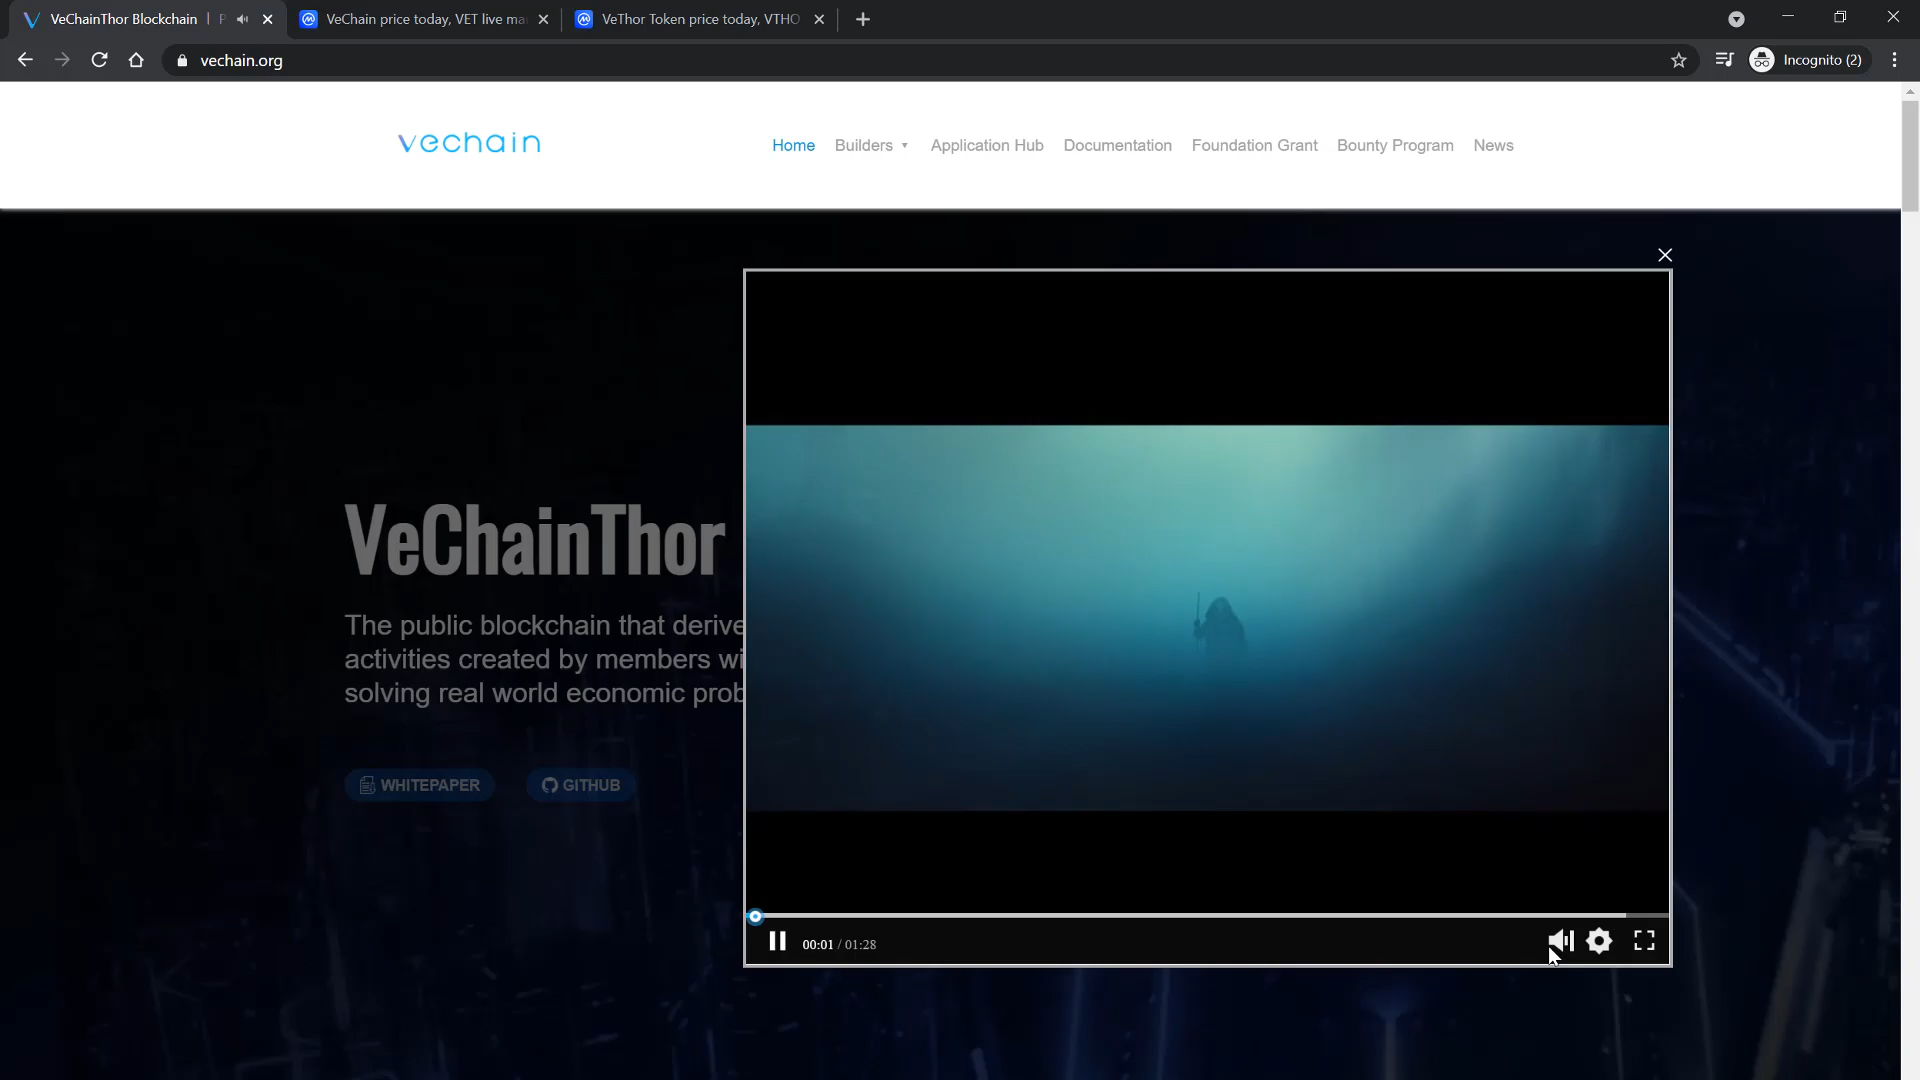 VeChainThor Blockchain | P
VeChain price today, VET live ma
VeThor Token price today, VTHO
vechain.org
Incognito (2)
vechain
Home
Builders
Application Hub
Documentation
Foundation Grant
Bounty Program
News
VeChainThor
The public blockchain that derive
activities created by members wi
solving real world economic prob
WHITEPAPER
GITHUB
00:01 / 01:28